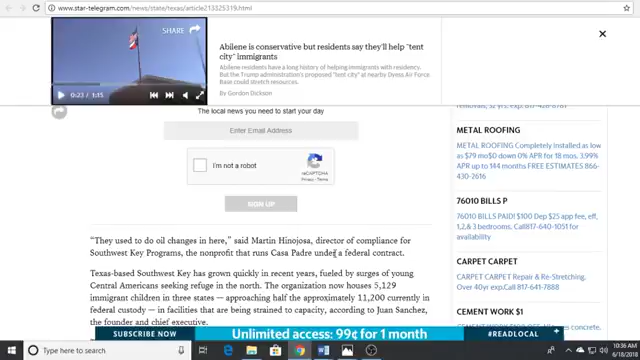 www.star-telegram.com/news/state/texas/article213325319.html
SHARE
0:23 / 1:15
Abilene is conservative but residents say they'll help "tent
city" immigrants
Abilene residents have a long history of helping immigrants with residency.
But the Trump administration's proposed "tent city" at nearby Dyess Air Force
Base could stretch resources.
By Gordon Dickson
The local news you need to start your day
Enter Email Address
I'm not a robot
reCAPTCHA
Privacy - Terms
SIGN UP
"They used to do oil changes in here," said Martin Hinojosa, director of compliance for
Southwest Key Programs, the nonprofit that runs Casa Padre under a federal contract.
Texas-based Southwest Key has grown quickly in recent years, fueled by surges of young
Central Americans seeking refuge in the north. The organization now houses 5,129
immigrant children in three states — approaching half the approximately 11,200 currently in
federal custody — in facilities that are being strained to capacity, according to Juan Sanchez,
the founder and chief executive.
METAL ROOFING
METAL ROOFING Completely installed as low
as $79 mo$0 down 0% APR for 18 mos, 3.99%
APR up to 144 months FREE ESTIMATES 866-
430-2616
76010 BILLS P
76010 BILLS PAID! $100 Dep $25 app fee, eff,
1,2,& 3 bedrooms. Call817-640-1051 for
availability
CARPET CARPET
CARPET CARPET Repair & Re-Stretching.
Over 40yr exp.Call 817-641-7888
CEMENT WORK $1
SUBSCRIBE NOW
Unlimited access: 99¢ for 1 month
#READLOCAL
Type here to search
10:36 AM
6/18/2018